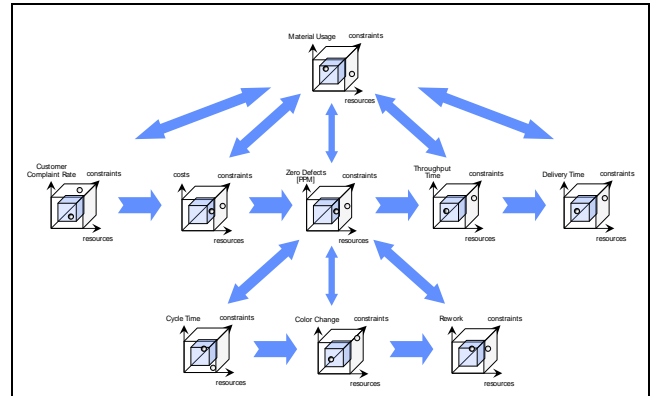 Material Usage
constraints
resources
Customer
Complaint Rate
constraints
resources
costs
constraints
resources
Zero Defects
[PPM]
constraints
resources
Throughput
Time
constraints
resources
Delivery Time
constraints
resources
Cycle Time
constraints
resources
Color Change
constraints
resources
Rework
constraints
resources